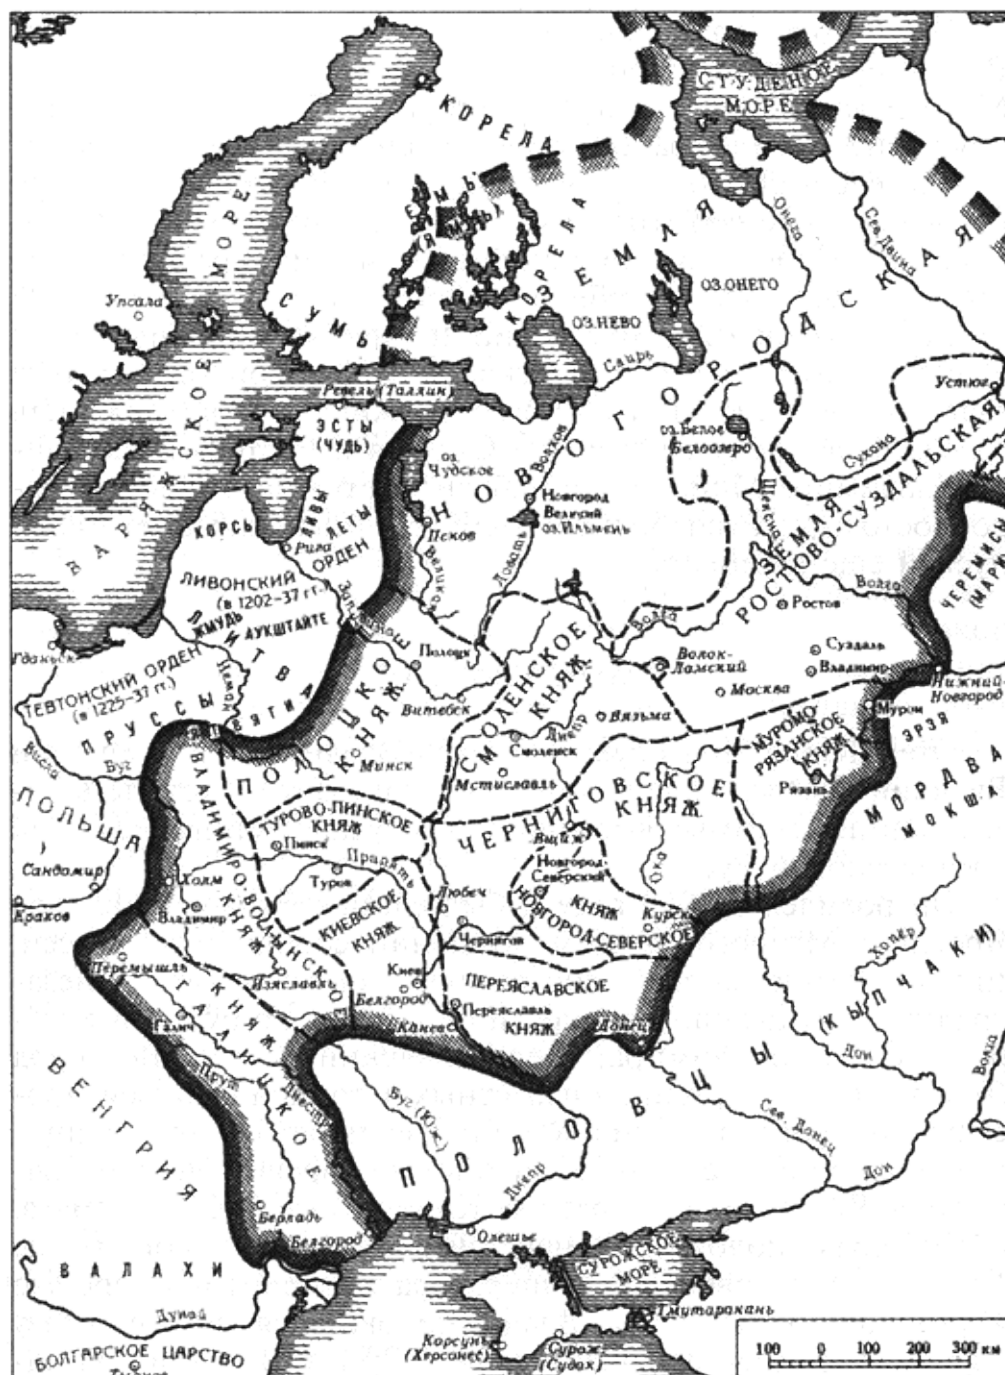 СТУДЕНОЕ
МОРЕ
КОРЕЛА
ЕМЬ
(ЯМЬ)
КОРЕЛА
Онега
Сев.Двина
МОРЕ
ВАРЯЖСКОЕ
Упсала
СУМЬ
НОВГОРОДСКАЯ
ЗЕМЛЯ
ОЗ.ОНЕГО
ОЗ.НЕВО
Свирь
Ревель (Таллин)
ЭСТЫ
(ЧУДЬ)
оз.
Чудское
Волхов
оз.Белое
Белоозеро
Устюг
Сухона
Шексна
Новгород
Великий
оз.Ильмень
Псков
Великая
Ловать
КОРСЬ
ЛИВЫ
ЛЕТЫ
Рига
ЛИВОНСКИЙ ОРДЕН
(в 1202-37 гг.)
ЖМУДЬ
ЛИТВА
АУКШТАЙТЕ
Неман
Гданьск
ТЕВТОНСКИЙ ОРДЕН
(в 1225-37 гг.)
ПРУССЫ
ЯТВЯГИ
Висла
Буг
ПОЛЬША
Сандомир
Краков
ЗЕМЛЯ
РОСТОВО-СУЗДАЛЬСКАЯ
ЧЕРЕМИСЫ
Волга
Волга
Ростов
Суздаль
Владимир
Волок-
Ламский
Москва
Нижний-
Новгород
Муром
ЭРЗЯ
МОРДВА
МОКША
МУРОМО-
РЯЗАНСКОЕ
КНЯЖ.
Рязань
ПОЛОЦКОЕ
КНЯЖ.
Полоцк
Витебск
Минск
СМОЛЕНСКОЕ
КНЯЖ.
Днепр
Вязьма
Смоленск
Мстиславль
ЧЕРНИГОВСКОЕ
КНЯЖ.
Вщиж
Ока
Новгород-
Северский
НОВГОРОД-СЕВЕРСКОЕ
КНЯЖ.
Курск
ТУРОВО-ПИНСКОЕ
КНЯЖ.
Пинск
Припять
Туров
ВЛАДИМИРО-ВОЛЫНСКОЕ
КНЯЖ.
Холм
Владимир
Изяславль
КИЕВСКОЕ
КНЯЖ.
Любеч
Чернигов
Киев
Белгород
Канев
ПЕРЕЯСЛАВСКОЕ
КНЯЖ.
Переяславль
Донец
Перемышль
ГАЛИЦКОЕ
КНЯЖ.
Галич
Прут
Днестр
Берладь
Белгород
ВЕНГРИЯ
Буг (Юж.)
ПОЛОВЦЫ
(КЫПЧАКИ)
Хопёр
Дон
Волга
Сев. Донец
Дон
Днепр
Олешье
СУРОЖСКОЕ
МОРЕ
Тмутаракань
Корсунь
(Херсонес)
Сурож
(Судак)
ВАЛАХИ
Дунай
БОЛГАРСКОЕ ЦАРСТВО
100 0 100 200 300 км